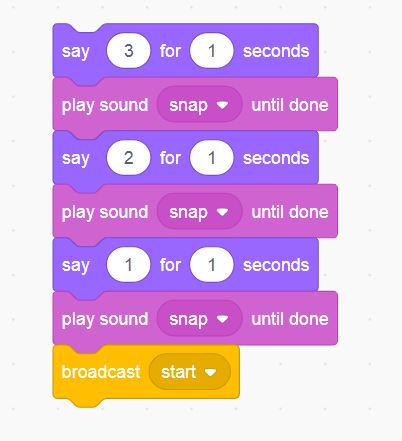 say 3 for 1 seconds
play sound snap until done
say 2 for 1 seconds
play sound snap until done
say 1 for 1 seconds
play sound snap until done
broadcast start